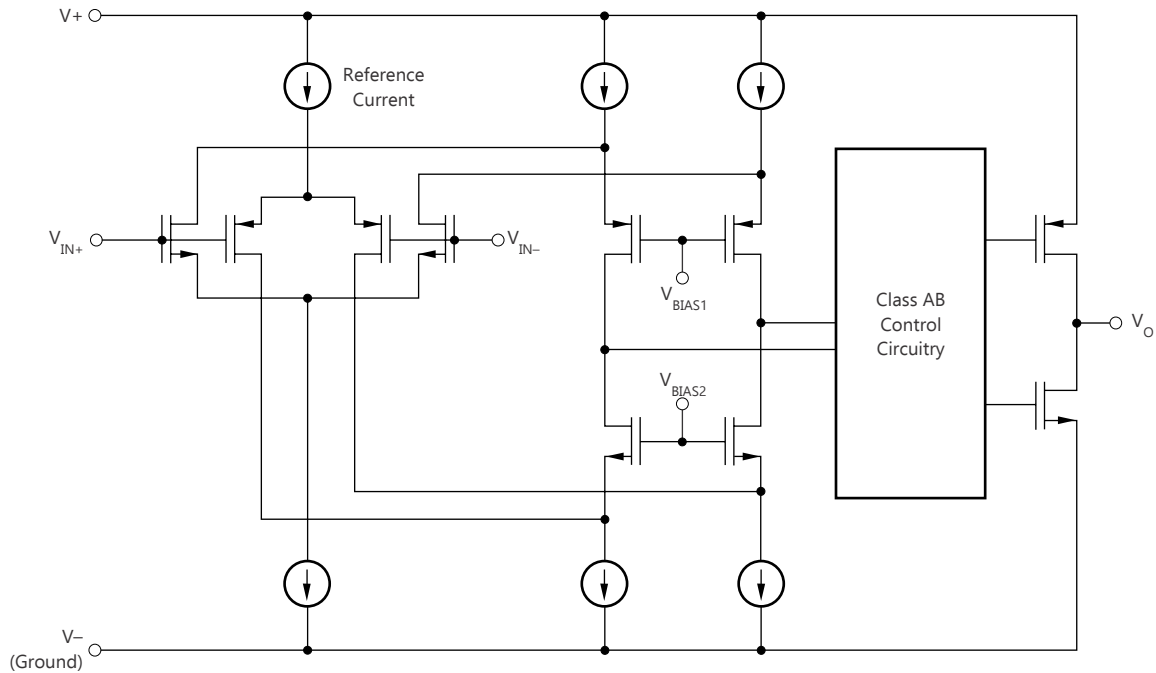 V+
Reference
Current
VIN+
VIN–
VBIAS1
VBIAS2
Class AB
Control
Circuitry
VO
V–
(Ground)